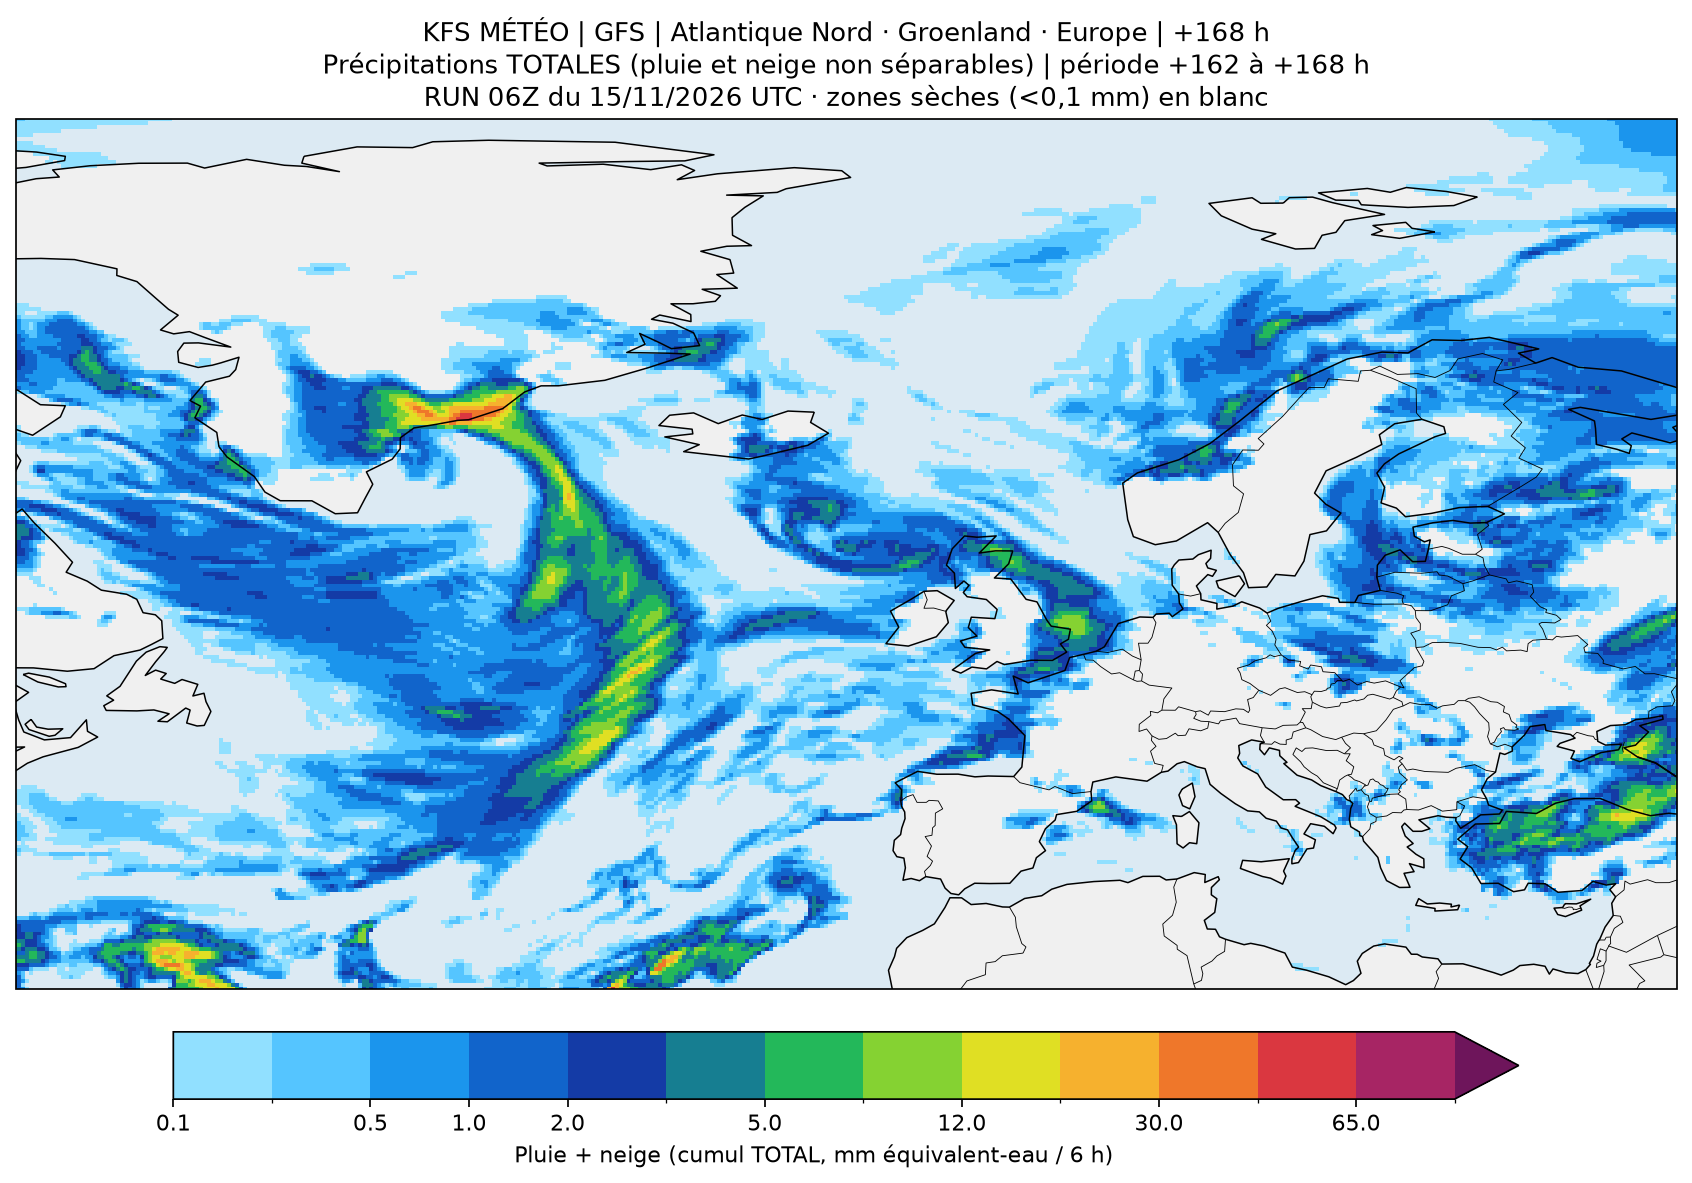 KFS MÉTÉO | GFS | Atlantique Nord · Groenland · Europe | +168 h
Précipitations TOTALES (pluie et neige non séparables) | période +162 à +168 h
RUN 06Z du 15/11/2026 UTC · zones sèches (<0,1 mm) en blanc
0.1 0.5 1.0 2.0 5.0 12.0 30.0 65.0
Pluie + neige (cumul TOTAL, mm équivalent-eau / 6 h)